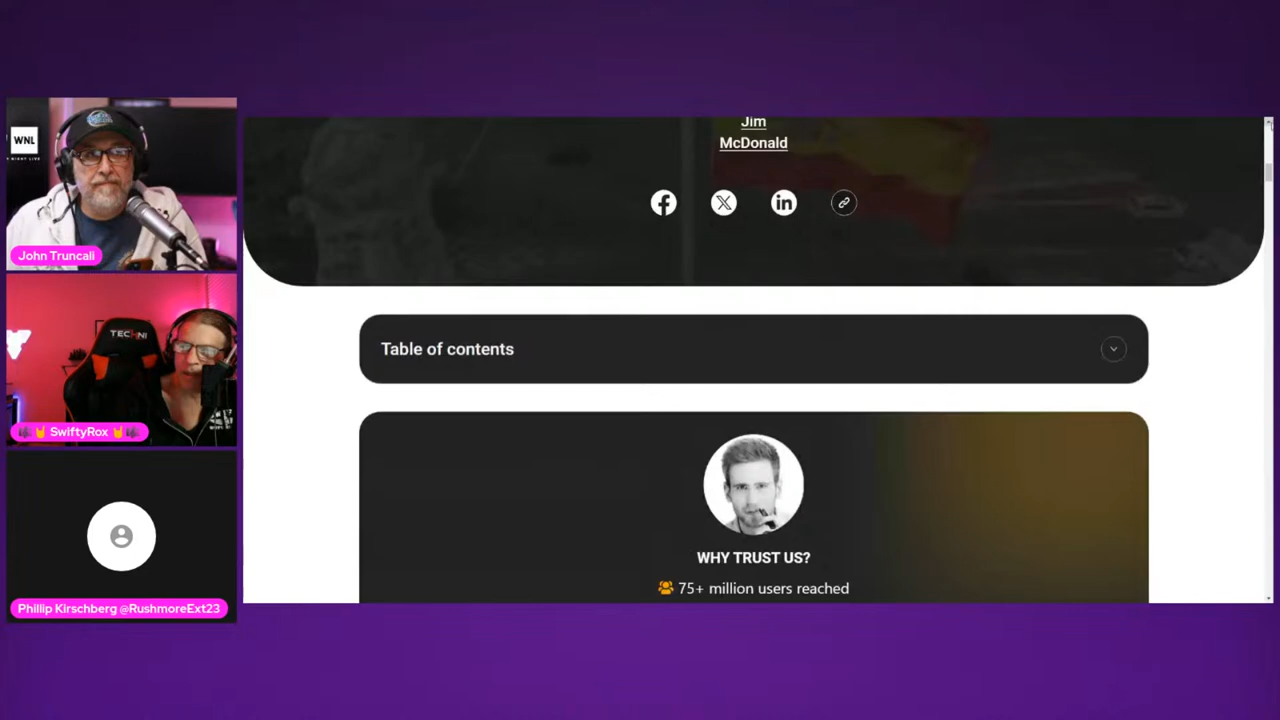 WNL
John Truncali
TECHNI
SwiftyRox
Phillip Kirschberg @RushmoreExt23
Jim
McDonald
Table of contents
WHY TRUST US?
75+ million users reached